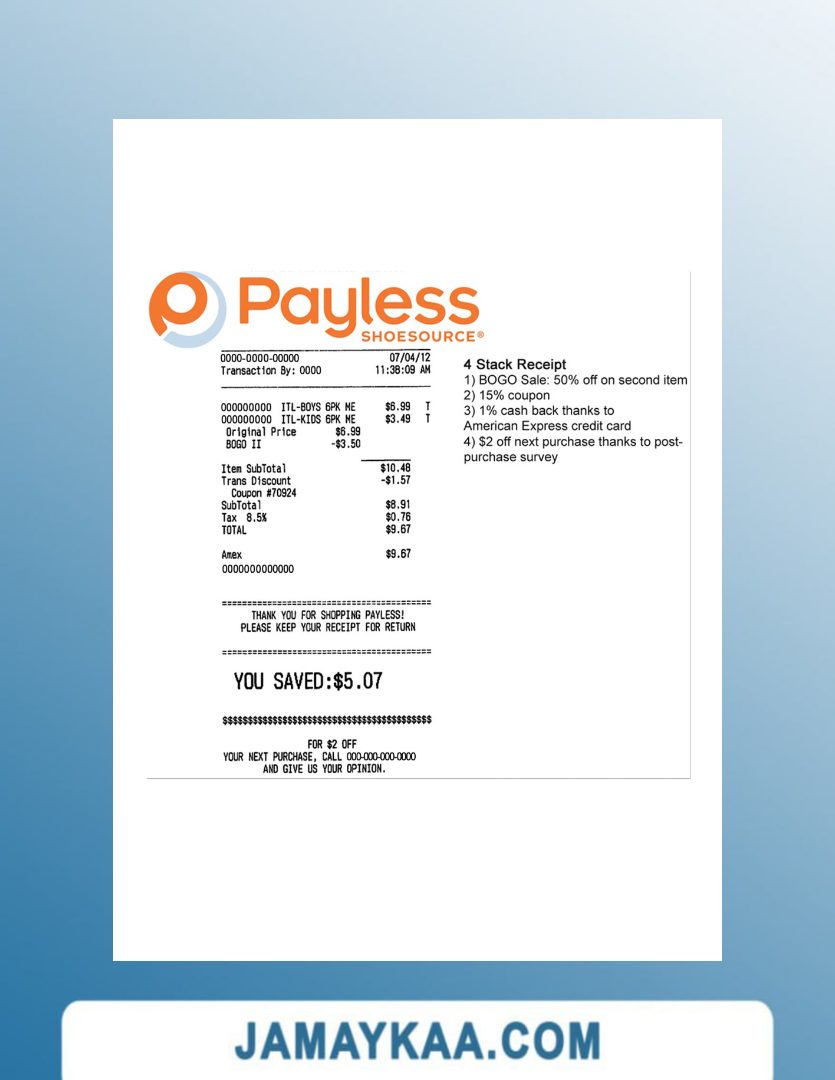 Payless
SHOESOURCE®
0000-0000-00000 07/04/12
Transaction By: 0000 11:38:09 AM
000000000 ITL-BOYS 6PK ME $6.99 T
000000000 ITL-KIDS 6PK ME $3.49 T
Original Price $6.99
BOGO II -$3.50
Item SubTotal $10.48
Trans Discount -$1.57
Coupon #70924
SubTotal $8.91
Tax 8.5% $0.76
TOTAL $9.67
Amex $9.67
0000000000000
=========================================
THANK YOU FOR SHOPPING PAYLESS!
PLEASE KEEP YOUR RECEIPT FOR RETURN
=========================================
YOU SAVED:$5.07
$$$$$$$$$$$$$$$$$$$$$$$$$$$$$$$$$$$$$$$$$
FOR $2 OFF
YOUR NEXT PURCHASE, CALL 000-000-000-0000
AND GIVE US YOUR OPINION.
4 Stack Receipt
1) BOGO Sale: 50% off on second item
2) 15% coupon
3) 1% cash back thanks to
American Express credit card
4) $2 off next purchase thanks to post-
purchase survey
JAMAYKAA.COM